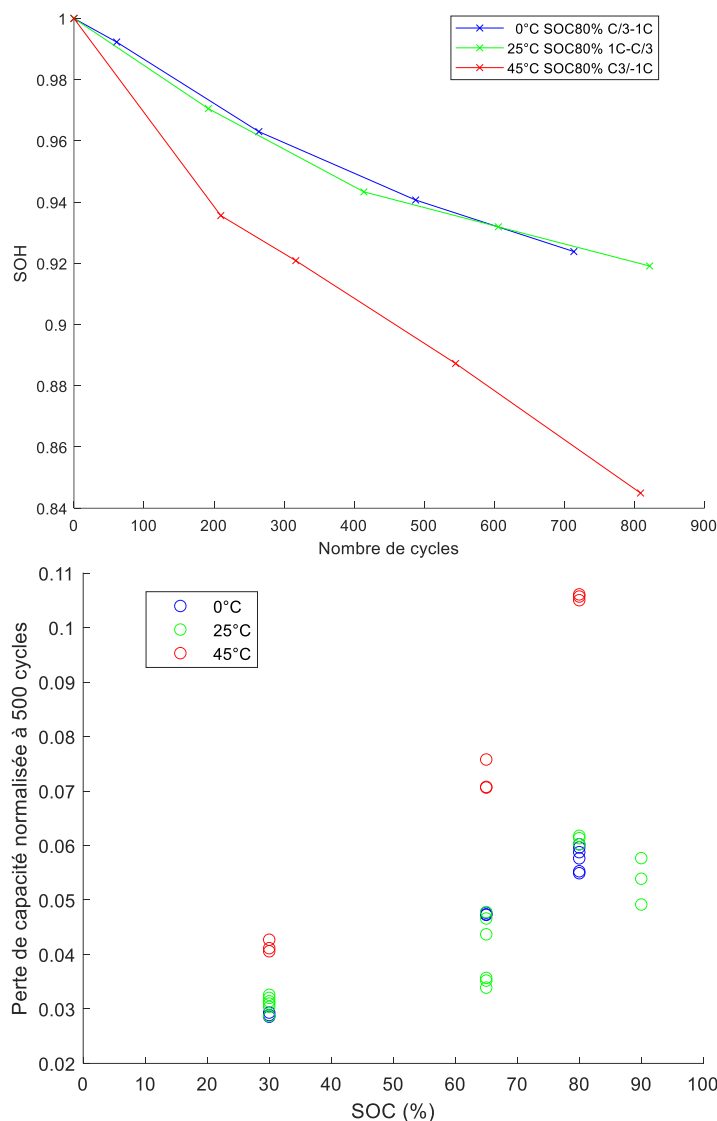 1
0.98
0.96
0.94
0.92
0.9
0.88
0.86
0.84
SOH
0 100 200 300 400 500 600 700 800 900
Nombre de cycles
0°C SOC80% C/3-1C
25°C SOC80% 1C-C/3
45°C SOC80% C3/-1C
0.11
0.1
0.09
0.08
0.07
0.06
0.05
0.04
0.03
0.02
Perte de capacité normalisée à 500 cycles
0°C
25°C
45°C
0 10 20 30 40 50 60 70 80 90 100
SOC (%)